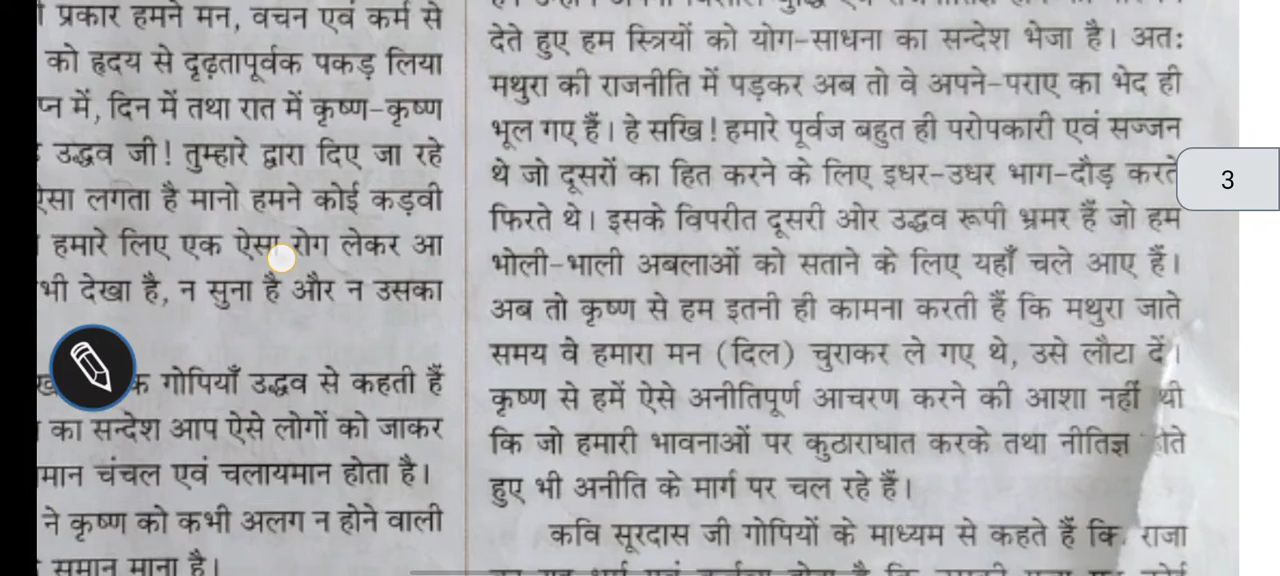 प्रकार हमने मन, वचन एवं कर्म से
को हृदय से दृढ़तापूर्वक पकड़ लिया
में, दिन में तथा रात में कृष्ण-कृष्ण
उद्धव जी! तुम्हारे द्वारा दिए जा रहे
ऐसा लगता है मानो हमने कोई कड़वी
हमारे लिए एक ऐसा रोग लेकर आ
भी देखा है, न सुना है और न उसका
गोपियाँ उद्धव से कहती हैं
का सन्देश आप ऐसे लोगों को जाकर
चंचल एवं चलायमान होता है।
ने कृष्ण को कभी अलग न होने वाली
समान माना है।
देते हुए हम स्त्रियों को योग-साधना का सन्देश भेजा है। अतः
मथुरा की राजनीति में पड़कर अब तो वे अपने-पराए का भेद ही
भूल गए हैं। हे सखि! हमारे पूर्वज बहुत ही परोपकारी एवं सज्जन
थे जो दूसरों का हित करने के लिए इधर-उधर भाग-दौड़ करते
फिरते थे। इसके विपरीत दूसरी ओर उद्धव रूपी भ्रमर हैं जो हम
भोली-भाली अबलाओं को सताने के लिए यहाँ चले आए हैं।
अब तो कृष्ण से हम इतनी ही कामना करती हैं कि मथुरा जाते
समय वे हमारा मन (दिल) चुराकर ले गए थे, उसे लौटा दें।
कृष्ण से हमें ऐसे अनीतिपूर्ण आचरण करने की आशा नहीं थी
कि जो हमारी भावनाओं पर कुठाराघात करके तथा नीतिज्ञ होते
हुए भी अनीति के मार्ग पर चल रहे हैं।
कवि सूरदास जी गोपियों के माध्यम से कहते हैं कि राजा
3